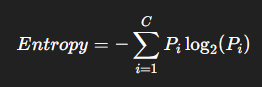 Entropy = − ∑_{i=1}^{C} P_i log_2(P_i)